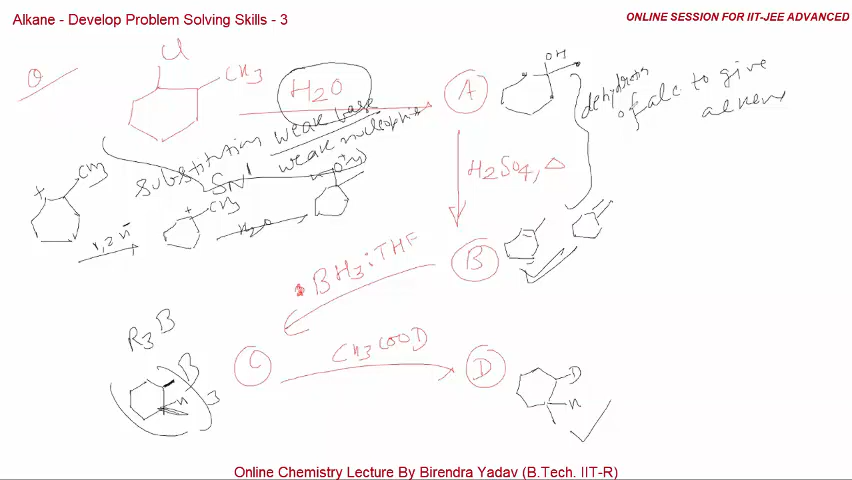 Alkane - Develop Problem Solving Skills - 3
ONLINE SESSION FOR IIT-JEE ADVANCED
Q
Cl
CH3
H2O
A
OH
dehydration
of alc. to give
alkene
weak base
weak nucleophile
substitution
SN1
+
CH3
1,2 H-
+
CH3
H2O
H2SO4, Δ
B
BH3:THF
R3B
B
H
3
C
CH3COOD
D
D
H
Online Chemistry Lecture By Birendra Yadav (B.Tech. IIT-R)